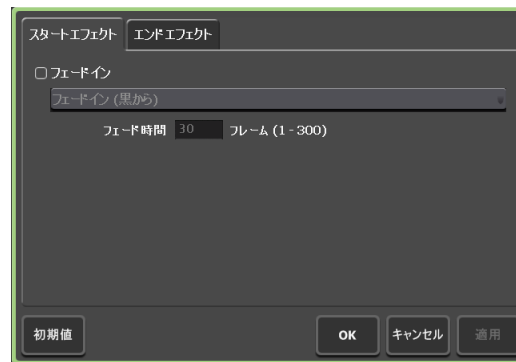 スタートエフェクト エンドエフェクト
フェードイン
フェードイン (黒から)
フェード時間 30 フレーム (1 - 300)
初期値 OK キャンセル 適用